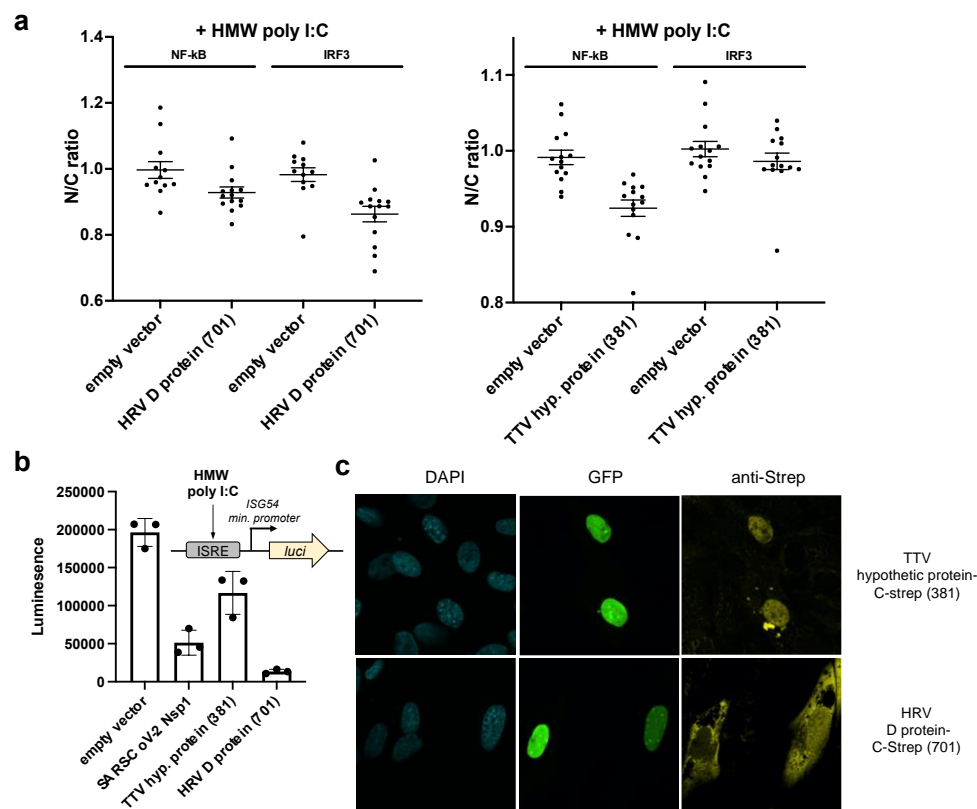 a
+ HMW poly I:C
NF-kB
IRF3
1.4
1.2
1.0
0.8
0.6
N/C ratio
empty vector
HRV D protein (701)
empty vector
HRV D protein (701)
+ HMW poly I:C
NF-kB
IRF3
1.1
1.0
0.9
0.8
N/C ratio
empty vector
TTV hyp. protein (381)
empty vector
TTV hyp. protein (381)
b
HMW
poly I:C
ISG54
min. promoter
ISRE
luci
250000
200000
150000
100000
50000
0
Luminesence
empty vector
SARSC oV-2 Nsp1
TTV hyp. protein (381)
HRV D protein (701)
c
DAPI
GFP
anti-Strep
TTV
hypothetic protein-
C-strep (381)
HRV
D protein-
C-Strep (701)